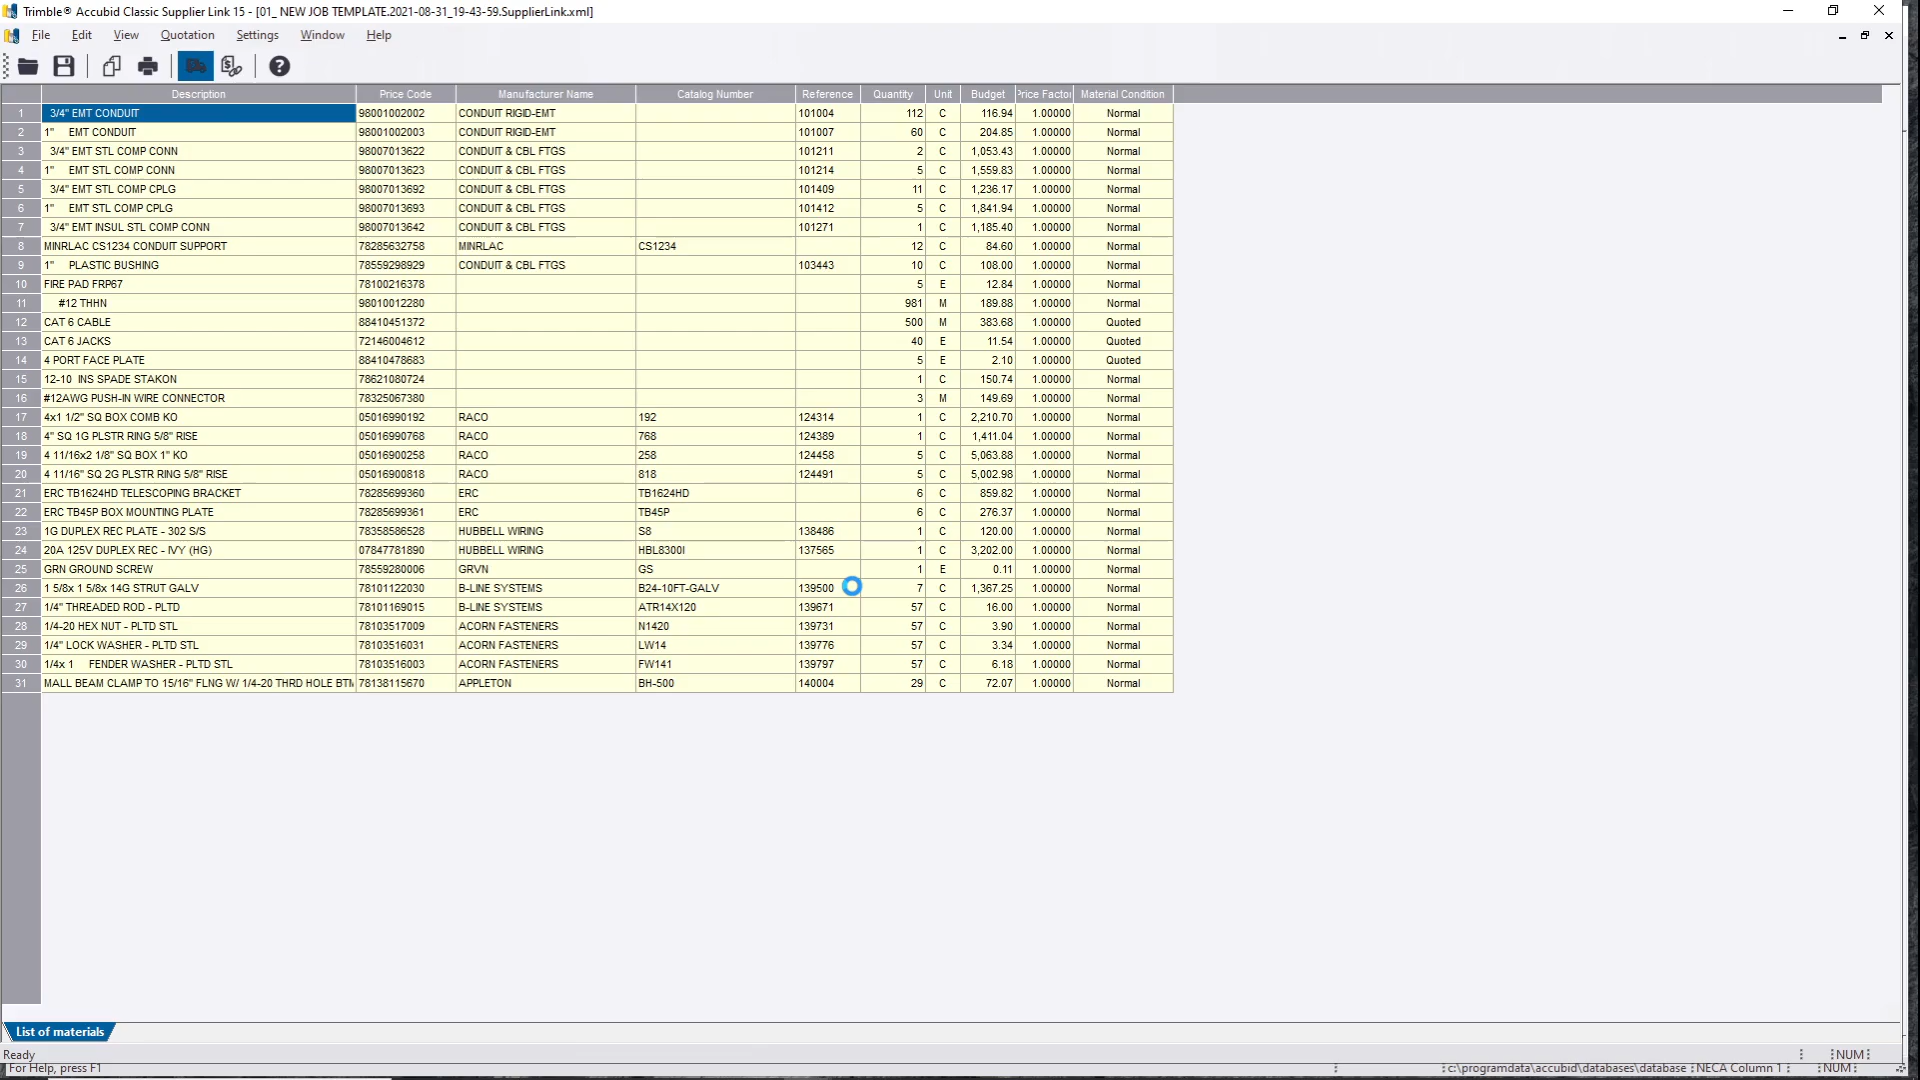 Trimble® Accubid Classic Supplier Link 15 - [01_ NEW JOB TEMPLATE.2021-08-31_19-43-59.SupplierLink.xml]
File Edit View Quotation Settings Window Help
Description Price Code Manufacturer Name Catalog Number Reference Quantity Unit Budget Price Factor Material Condition
1 3/4" EMT CONDUIT 98001002002 CONDUIT RIGID-EMT 101004 112 C 116.94 1.00000 Normal
2 1" EMT CONDUIT 98001002003 CONDUIT RIGID-EMT 101007 60 C 204.85 1.00000 Normal
3 3/4" EMT STL COMP CONN 98007013622 CONDUIT & CBL FTGS 101211 2 C 1,053.43 1.00000 Normal
4 1" EMT STL COMP CONN 98007013623 CONDUIT & CBL FTGS 101214 5 C 1,559.83 1.00000 Normal
5 3/4" EMT STL COMP CPLG 98007013692 CONDUIT & CBL FTGS 101409 11 C 1,236.17 1.00000 Normal
6 1" EMT STL COMP CPLG 98007013693 CONDUIT & CBL FTGS 101412 5 C 1,841.94 1.00000 Normal
7 3/4" EMT INSUL STL COMP CONN 98007013642 CONDUIT & CBL FTGS 101271 1 C 1,185.40 1.00000 Normal
8 MINRLAC CS1234 CONDUIT SUPPORT 78285632758 MINRLAC CS1234 12 C 84.60 1.00000 Normal
9 1" PLASTIC BUSHING 78559298929 CONDUIT & CBL FTGS 103443 10 C 108.00 1.00000 Normal
10 FIRE PAD FRP67 78100216378 5 E 12.84 1.00000 Normal
11 #12 THHN 98010012280 981 M 189.88 1.00000 Normal
12 CAT 6 CABLE 88410451372 500 M 383.68 1.00000 Quoted
13 CAT 6 JACKS 72146004612 40 E 11.54 1.00000 Quoted
14 4 PORT FACE PLATE 88410478683 5 E 2.10 1.00000 Quoted
15 12-10 INS SPADE STAKON 78621080724 1 C 150.74 1.00000 Normal
16 #12AWG PUSH-IN WIRE CONNECTOR 78325067380 3 M 149.69 1.00000 Normal
17 4x1 1/2" SQ BOX COMB KO 05016990192 RACO 192 124314 1 C 2,210.70 1.00000 Normal
18 4" SQ 1G PLSTR RING 5/8" RISE 05016990768 RACO 768 124389 1 C 1,411.04 1.00000 Normal
19 4 11/16x2 1/8" SQ BOX 1" KO 05016900258 RACO 258 124458 5 C 5,063.88 1.00000 Normal
20 4 11/16" SQ 2G PLSTR RING 5/8" RISE 05016900818 RACO 818 124491 5 C 5,002.98 1.00000 Normal
21 ERC TB1624HD TELESCOPING BRACKET 78285699360 ERC TB1624HD 6 C 859.82 1.00000 Normal
22 ERC TB45P BOX MOUNTING PLATE 78285699361 ERC TB45P 6 C 276.37 1.00000 Normal
23 1G DUPLEX REC PLATE - 302 S/S 78358586528 HUBBELL WIRING S8 138486 1 C 120.00 1.00000 Normal
24 20A 125V DUPLEX REC - IVY (HG) 07847781890 HUBBELL WIRING HBL8300I 137565 1 C 3,202.00 1.00000 Normal
25 GRN GROUND SCREW 78559280006 GRVN GS 1 E 0.11 1.00000 Normal
26 1 5/8x 1 5/8x 14G STRUT GALV 78101122030 B-LINE SYSTEMS B24-10FT-GALV 139500 7 C 1,367.25 1.00000 Normal
27 1/4" THREADED ROD - PLTD 78101169015 B-LINE SYSTEMS ATR14X120 139671 57 C 16.00 1.00000 Normal
28 1/4-20 HEX NUT - PLTD STL 78103517009 ACORN FASTENERS N1420 139731 57 C 3.90 1.00000 Normal
29 1/4" LOCK WASHER - PLTD STL 78103516031 ACORN FASTENERS LW14 139776 57 C 3.34 1.00000 Normal
30 1/4x 1 FENDER WASHER - PLTD STL 78103516003 ACORN FASTENERS FW141 139797 57 C 6.18 1.00000 Normal
31 MALL BEAM CLAMP TO 15/16" FLNG W/ 1/4-20 THRD HOLE BTM 78138115670 APPLETON BH-500 140004 29 C 72.07 1.00000 Normal
List of materials
Ready NUM
For Help, press F1 c:\programdata\accubid\databases\database NECA Column 1 NUM